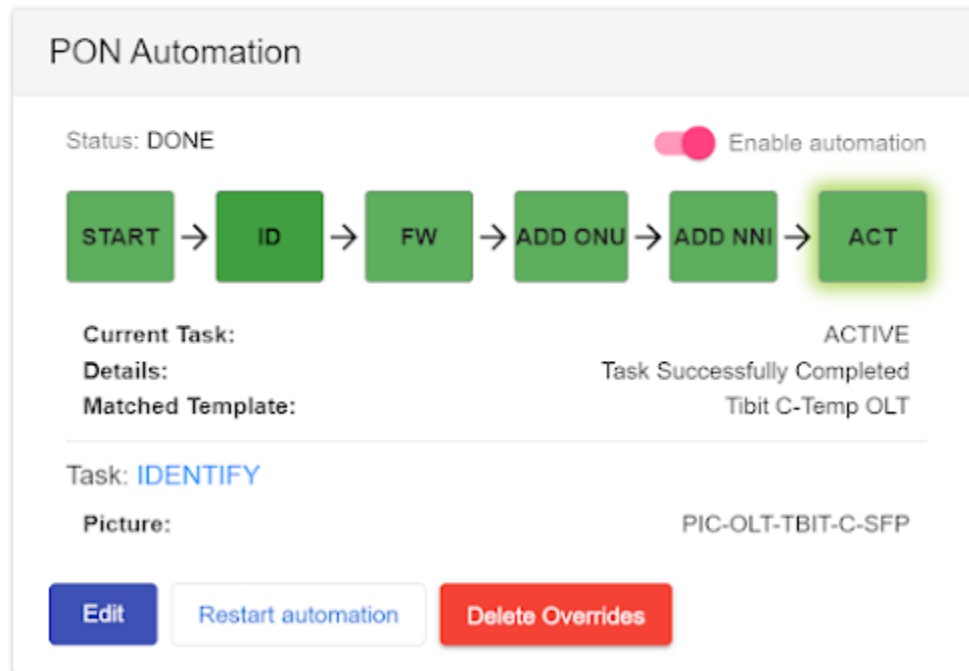 PON Automation
Status: DONE
Enable automation
START → ID → FW → ADD ONU → ADD NNI → ACT
Current Task: ACTIVE
Details: Task Successfully Completed
Matched Template: Tibit C-Temp OLT
Task: IDENTIFY
Picture: PIC-OLT-TBIT-C-SFP
Edit Restart automation Delete Overrides